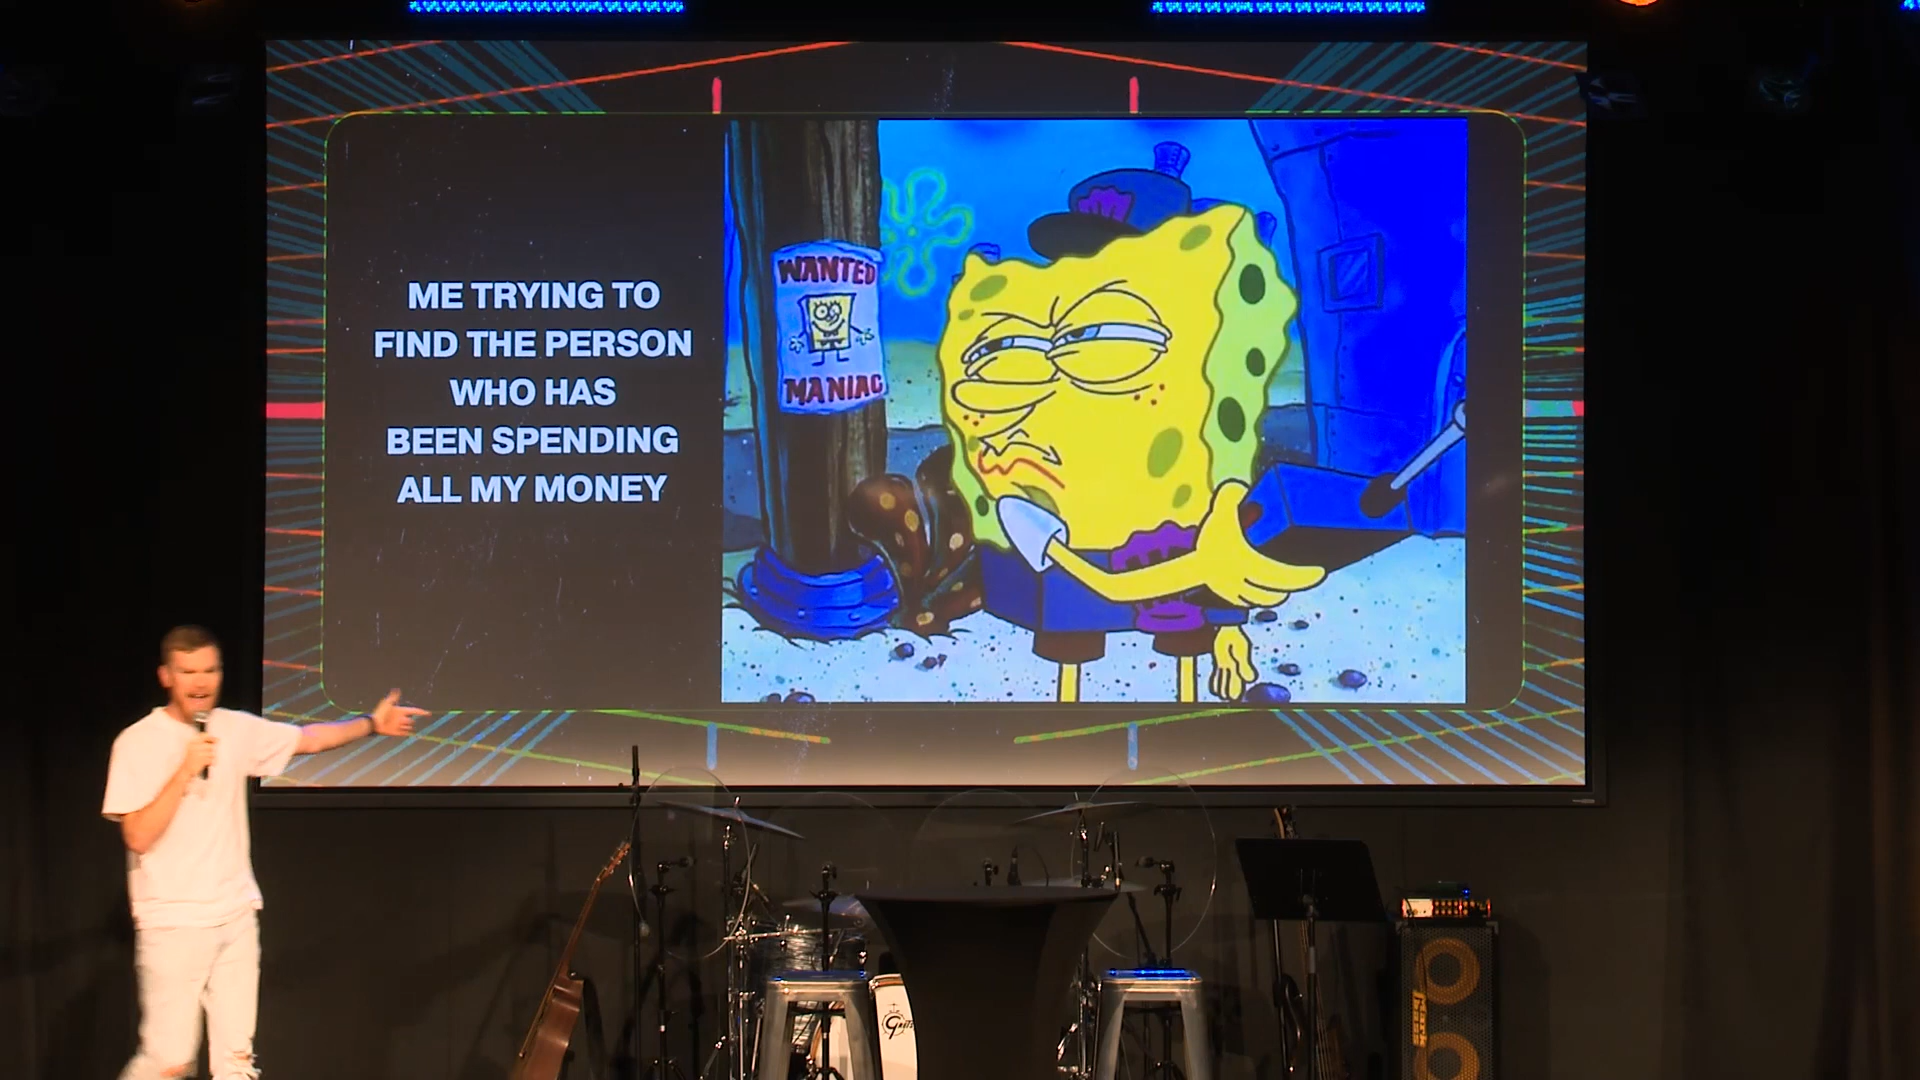 ME TRYING TO
FIND THE PERSON
WHO HAS
BEEN SPENDING
ALL MY MONEY
WANTED
MANIAC